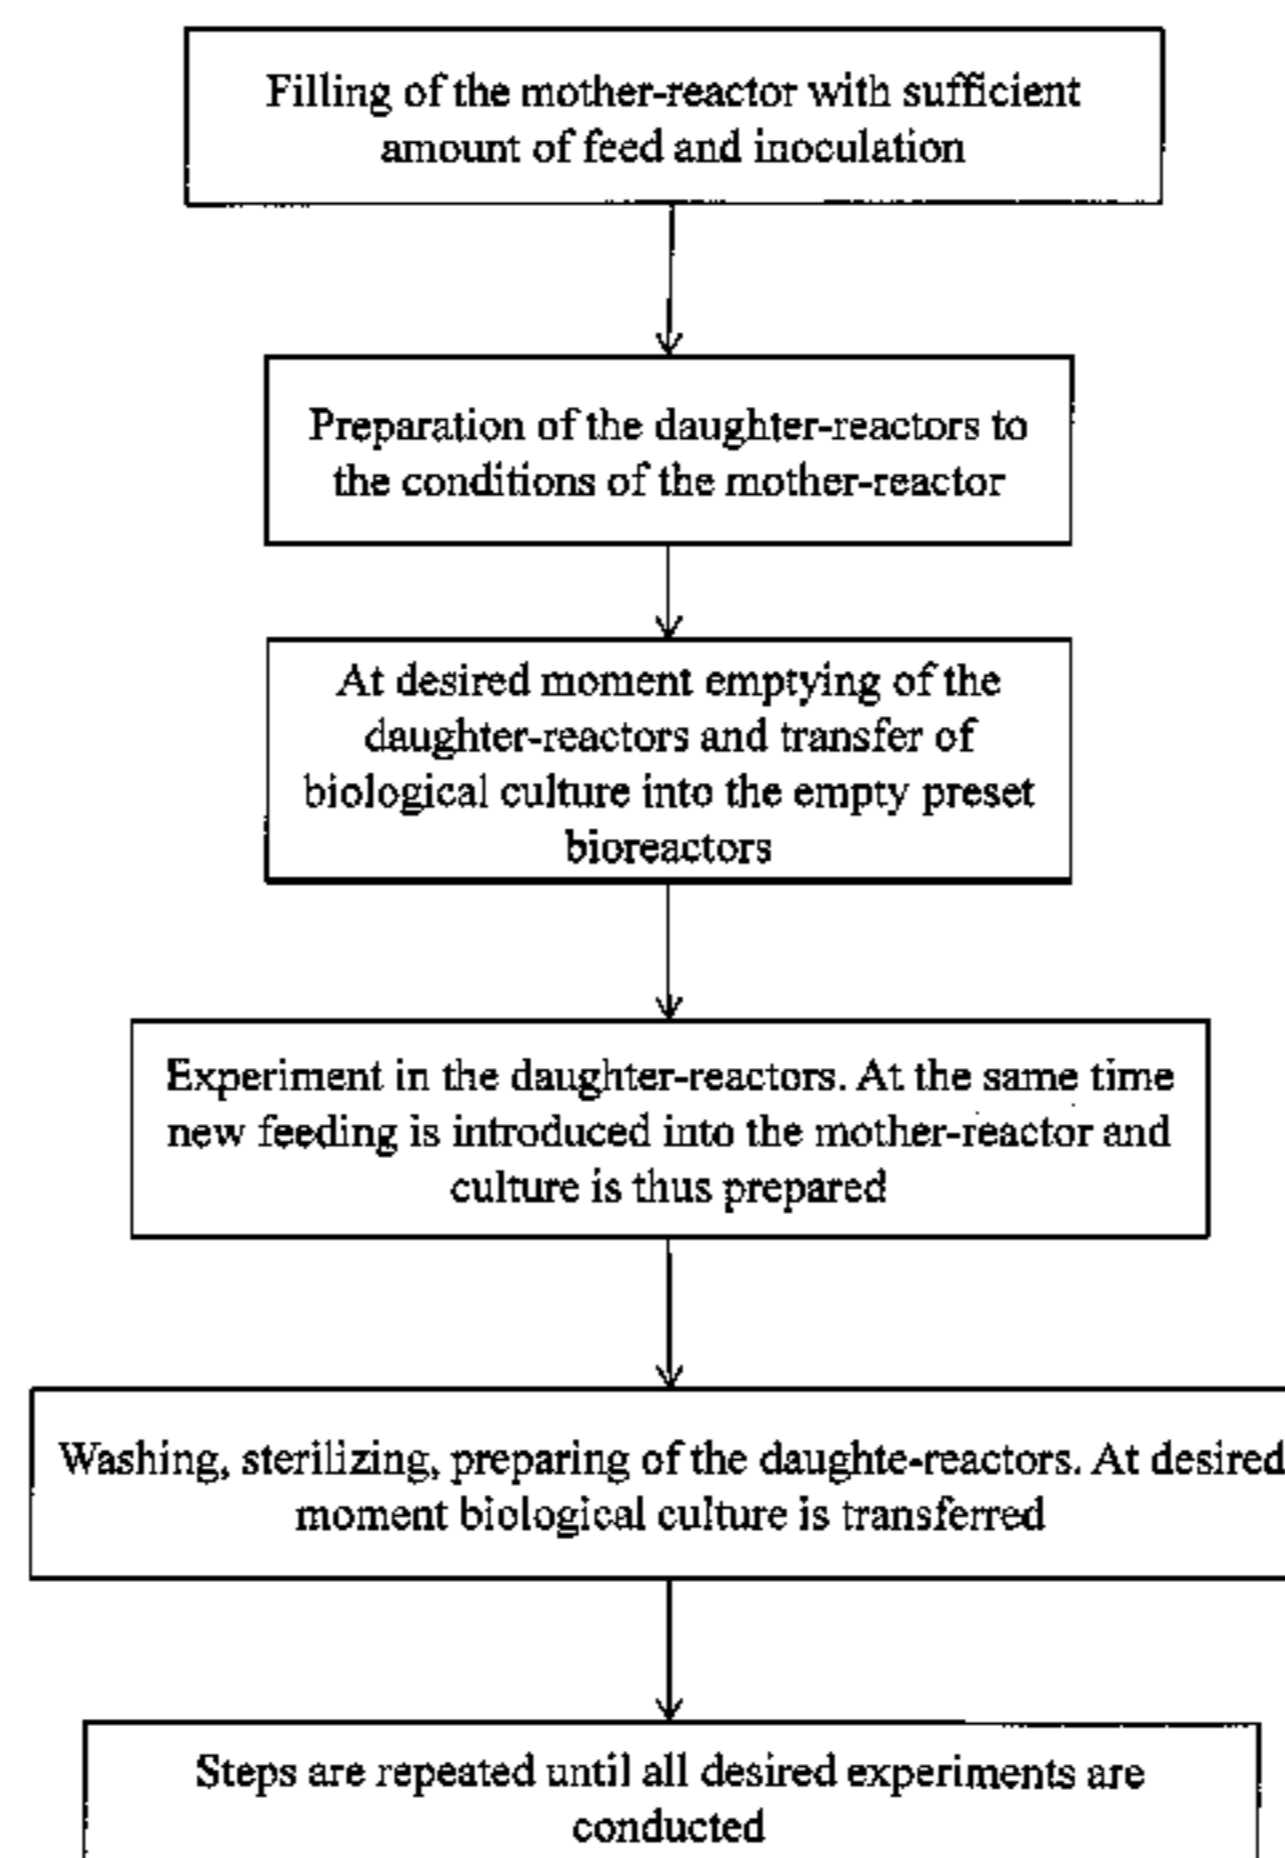 Filling of the mother-reactor with sufficient
amount of feed and inoculation
Preparation of the daughter-reactors to
the conditions of the mother-reactor
At desired moment emptying of the
daughter-reactors and transfer of
biological culture into the empty preset
bioreactors
Experiment in the daughter-reactors. At the same time
new feeding is introduced into the mother-reactor and
culture is thus prepared
Washing, sterilizing, preparing of the daughte-reactors. At desired
moment biological culture is transferred
Steps are repeated until all desired experiments are
conducted